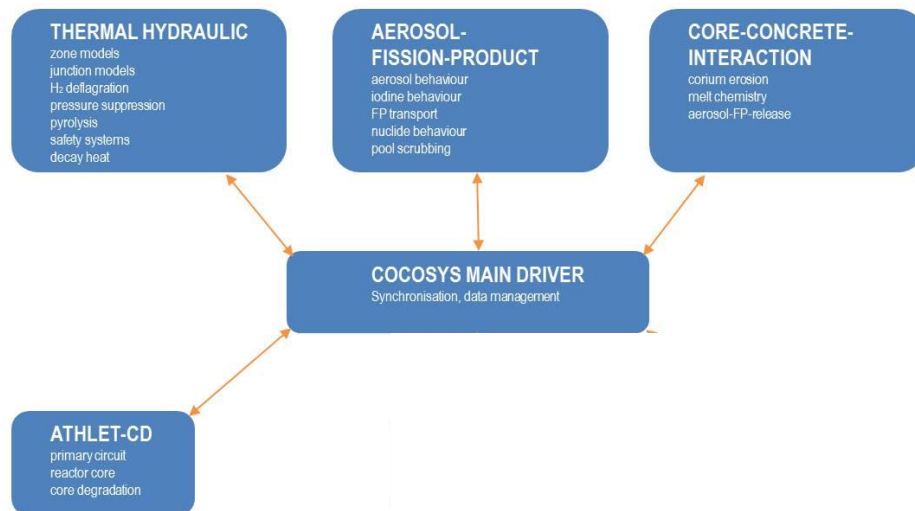 THERMAL HYDRAULIC
zone models
junction models
H₂ deflagration
pressure suppression
pyrolysis
safety systems
decay heat
AEROSOL-
FISSION-PRODUCT
aerosol behaviour
iodine behaviour
FP transport
nuclide behaviour
pool scrubbing
CORE-CONCRETE-
INTERACTION
corium erosion
melt chemistry
aerosol-FP-release
COCOSYS MAIN DRIVER
Synchronisation, data management
ATHLET-CD
primary circuit
reactor core
core degradation